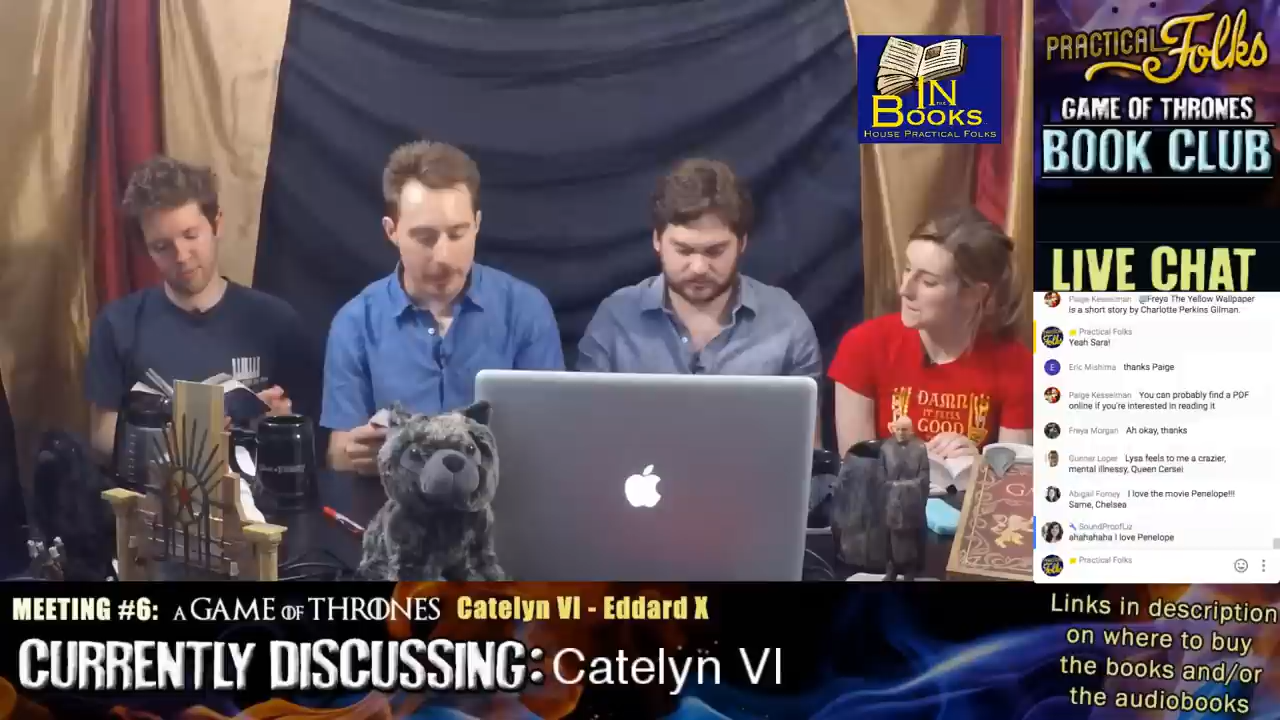 IN
THE
BOOKS
HOUSE PRACTICAL FOLKS
PRACTICAL Folks
GAME OF THRONES
BOOK CLUB
LIVE CHAT
Paige Kesselman @Freya The Yellow Wallpaper
is a short story by Charlotte Perkins Gilman.
Practical Folks
Yeah Sara!
E Eric Mishima thanks Paige
Paige Kesselman You can probably find a PDF
online if you're interested in reading it
Freya Morgan Ah okay, thanks
Gunner Loper Lysa feels to me a crazier,
mental illnessy, Queen Cersei
Abigail Forney I love the movie Penelope!!!
Same, Chelsea
SoundProofLiz
ahahahaha I love Penelope
Practical Folks
DAMN
IT FEELS
GOOD
MEETING #6: A GAME OF THRONES Catelyn VI - Eddard X
CURRENTLY DISCUSSING: Catelyn VI
Links in description
on where to buy
the books and/or
the audiobooks